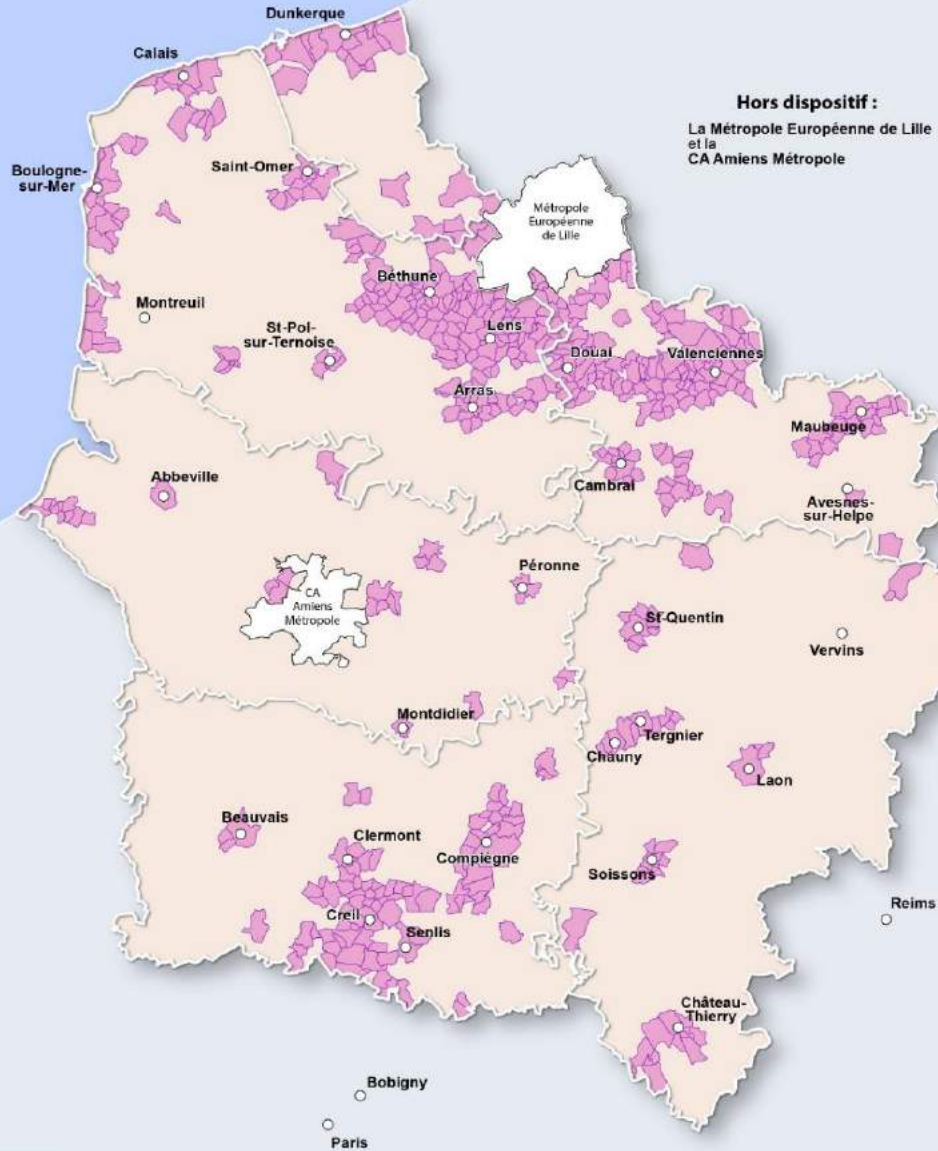 Dunkerque
Calais
Hors dispositif :
La Métropole Européenne de Lille
et la
CA Amiens Métropole
Boulogne-
sur-Mer
Saint-Omer
Métropole
Européenne
de Lille
Béthune
Montreuil
St-Pol-
sur-Ternoise
Lens
Douai
Valenciennes
Arras
Maubeuge
Abbeville
Cambrai
Avesnes-
sur-Helpe
Péronne
CA
Amiens
Métropole
St-Quentin
Vervins
Montdidier
Tergnier
Chauny
Laon
Beauvais
Clermont
Compiègne
Soissons
Creil
Senlis
Reims
Château-
Thierry
Bobigny
Paris